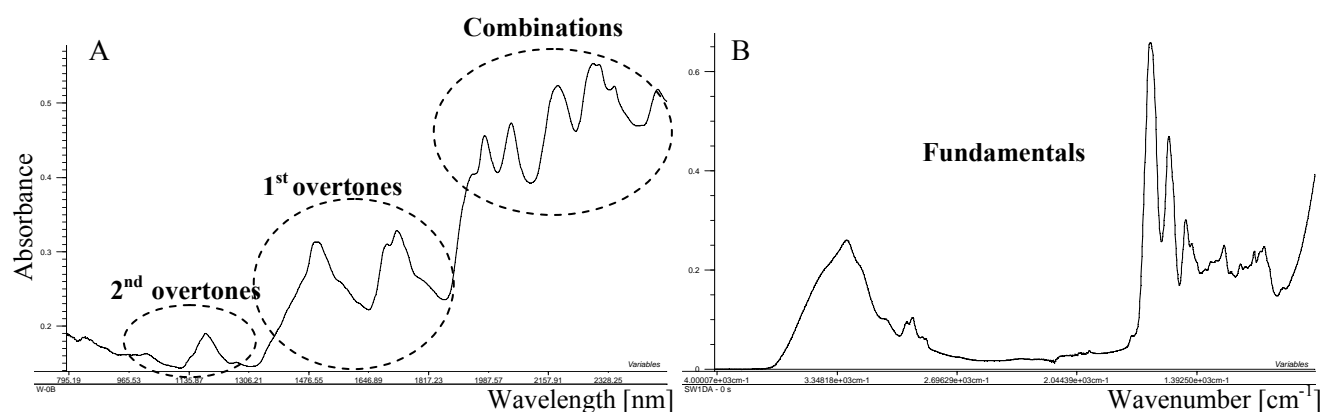 Combinations
A
B
0.5
0.6
Fundamentals
0.4
0.4
1st overtones
Absorbance
0.3
0.2
2nd overtones
0.2
Variables
Variables
0
795.19 965.53 1135.87 1306.21 1476.55 1646.89 1817.23 1987.57 2157.91 2328.25
4.00007e+03cm-1 3.34818e+03cm-1 2.69629e+03cm-1 2.04439e+03cm-1 1.39250e+03cm-1
W-0B
SW1DA - 0 s
Wavelength [nm]
Wavenumber [cm-1]